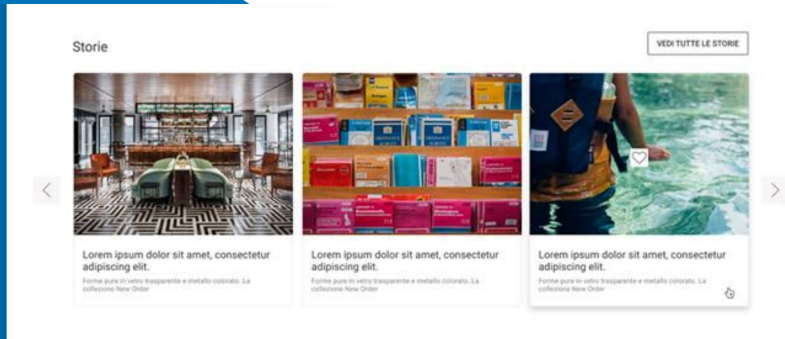 Storie
VEDI TUTTE LE STORIE
Lorem ipsum dolor sit amet, consectetur
adipiscing elit.
Forme pure in vetro trasparente e metallo colorato. La
collezione New Order
Lorem ipsum dolor sit amet, consectetur
adipiscing elit.
Forme pure in vetro trasparente e metallo colorato. La
collezione New Order
Lorem ipsum dolor sit amet, consectetur
adipiscing elit.
Forme pure in vetro trasparente e metallo colorato. La
collezione New Order